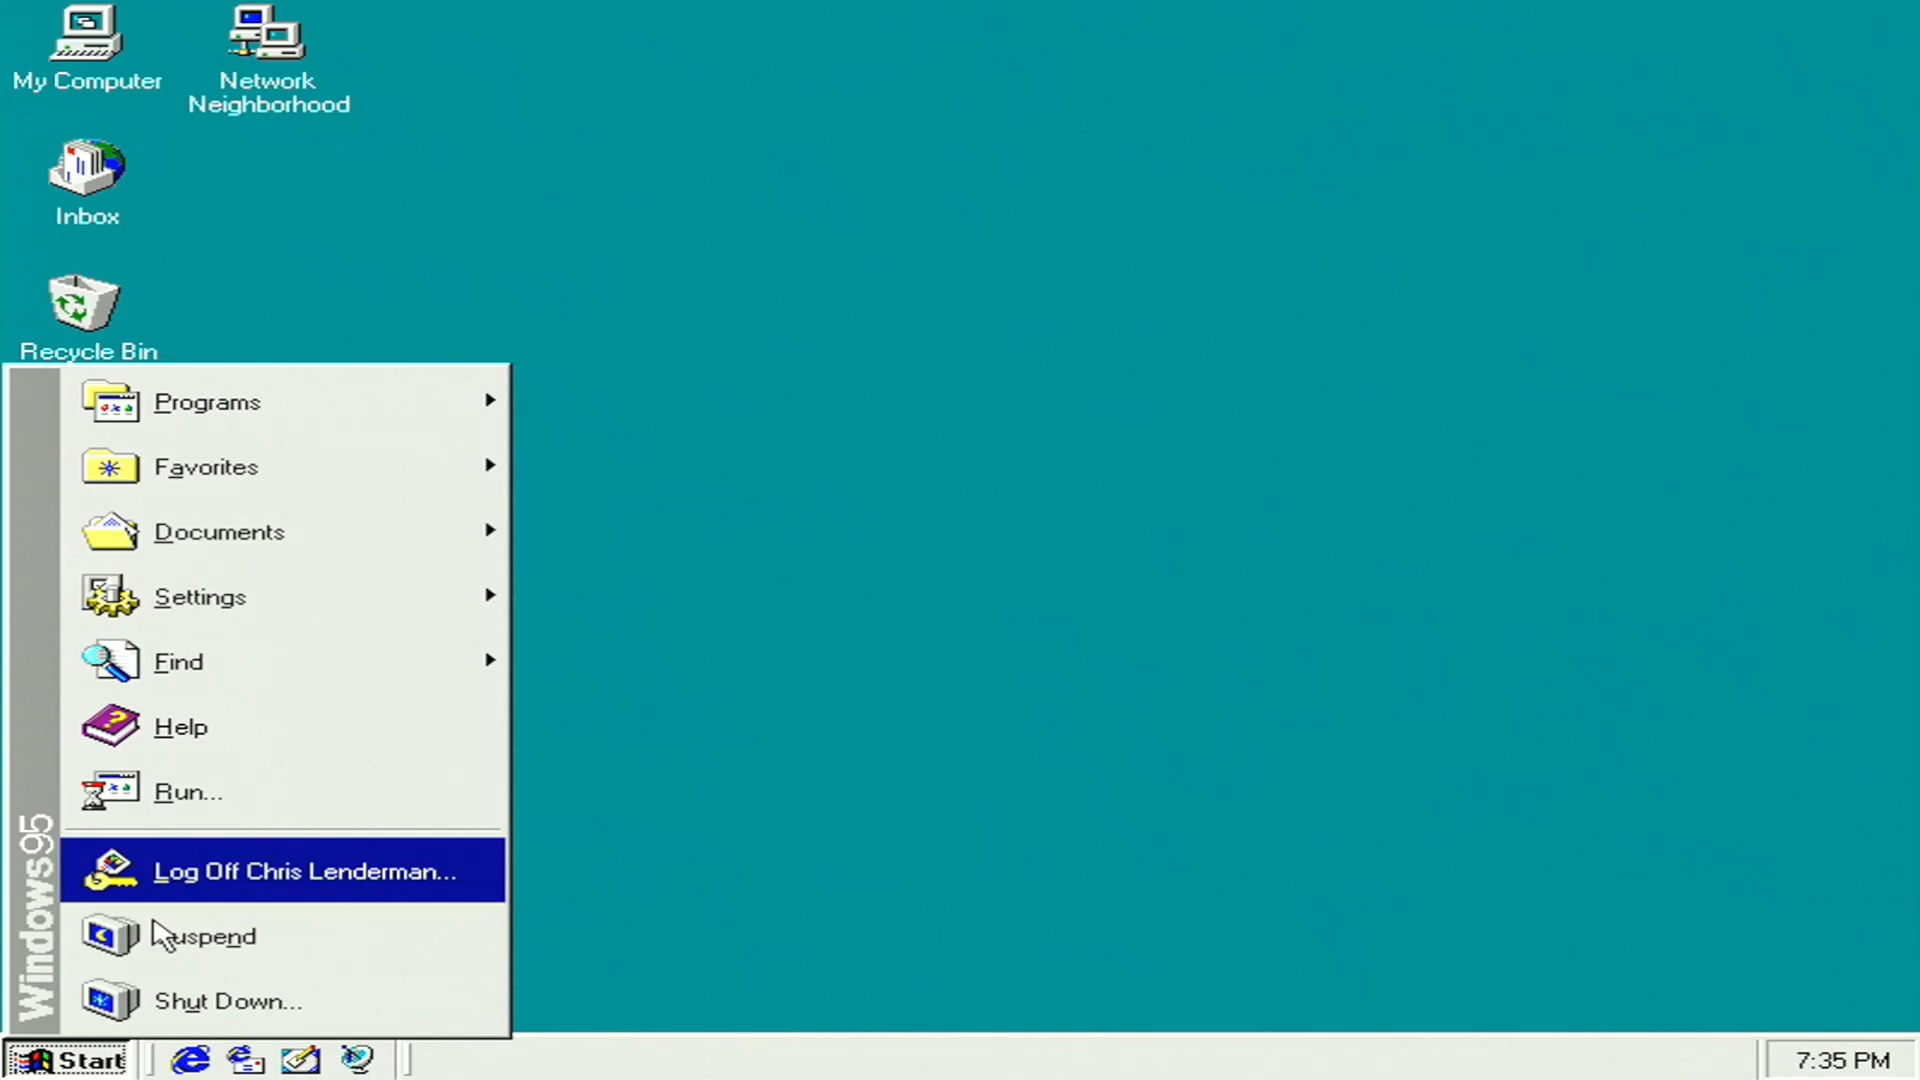 My Computer
Network
Neighborhood
Inbox
Recycle Bin
Programs
Favorites
Documents
Settings
Find
Help
Run...
Log Off Chris Lenderman...
uspend
Shut Down...
Windows95
Start
7:35 PM